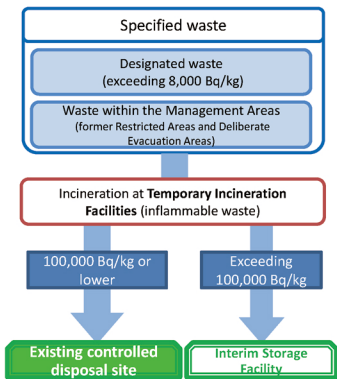 Specified waste
Designated waste
(exceeding 8,000 Bq/kg)
Waste within the Management Areas
(former Restricted Areas and Deliberate
Evacuation Areas)
Incineration at Temporary Incineration
Facilities (inflammable waste)
100,000 Bq/kg or
lower
Exceeding
100,000 Bq/kg
Existing controlled
disposal site
Interim Storage
Facility